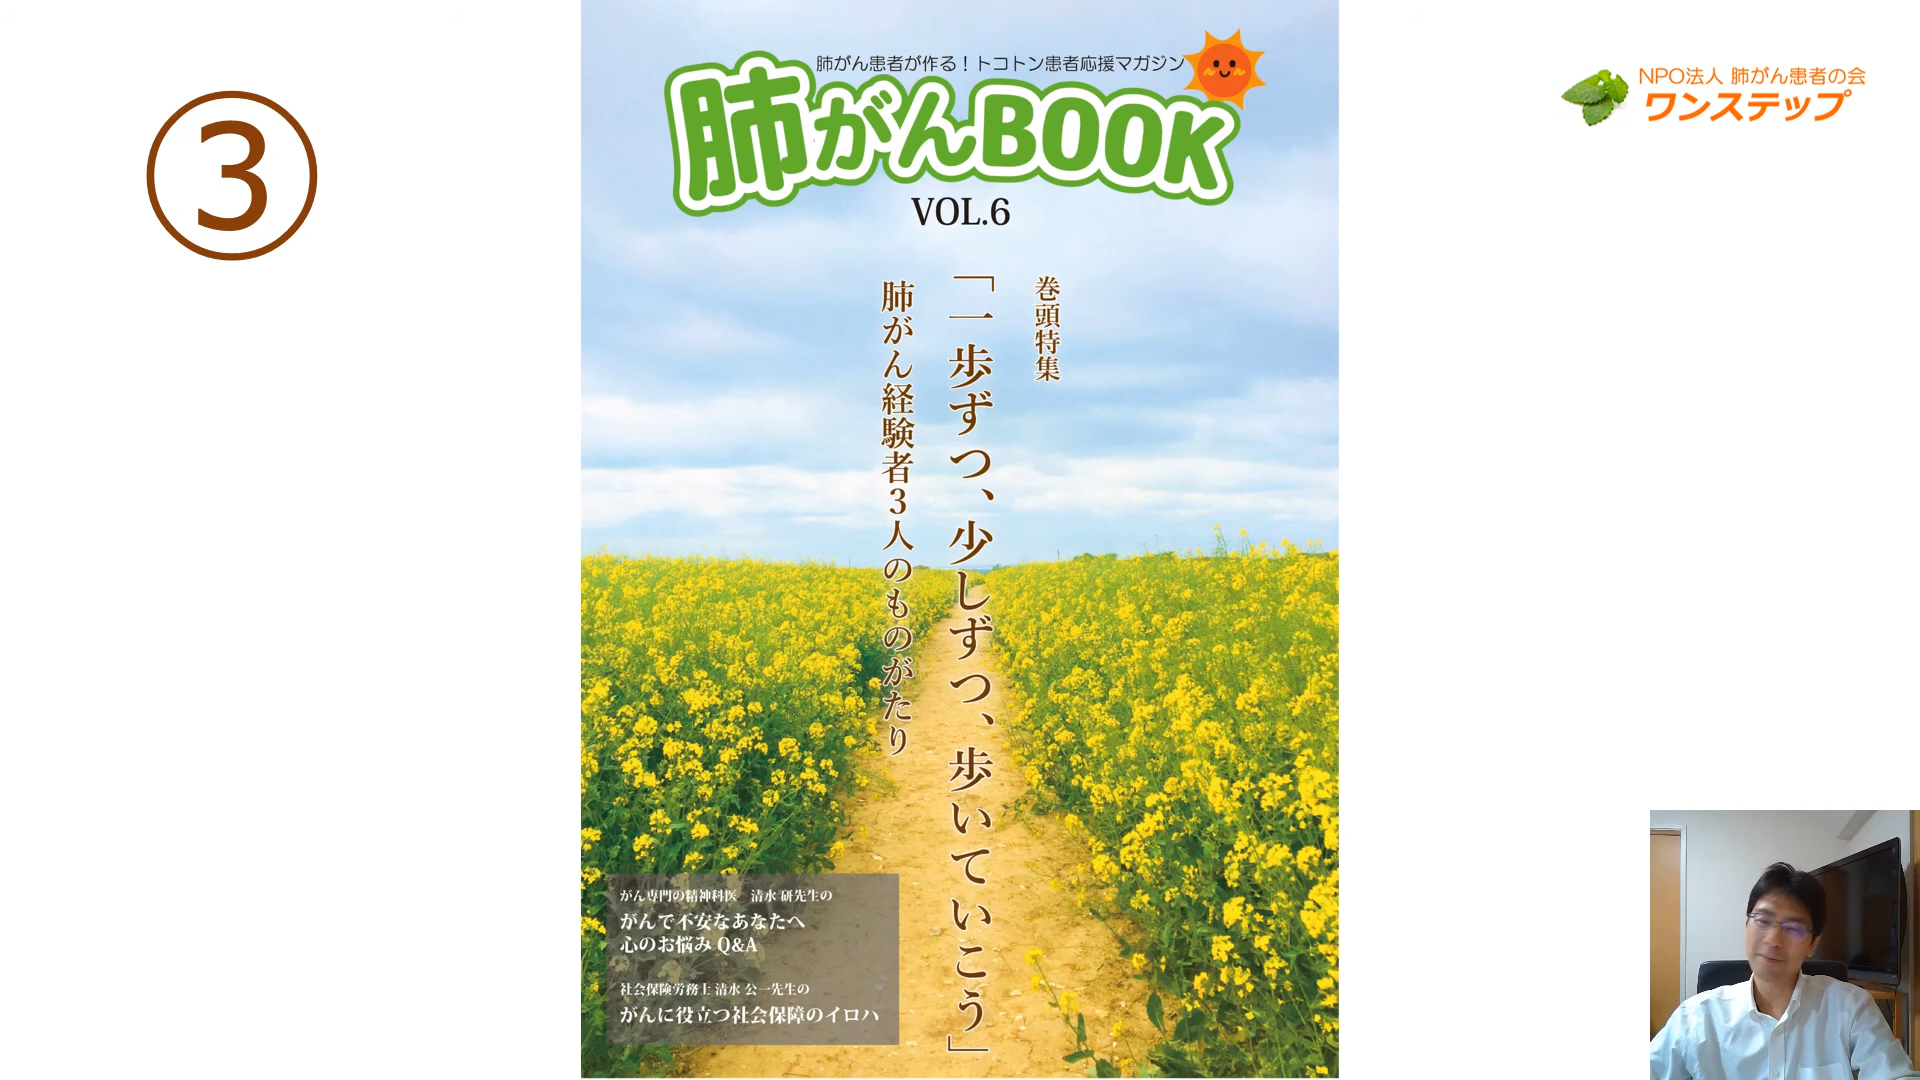 ③
肺がん患者が作る！トコトン患者応援マガジン
肺がんBOOK
VOL.6
巻頭特集
「一歩ずつ、少しずつ、歩いていこう」
肺がん経験者3人のものがたり
がん専門の精神科医　清水 研先生の
がんで不安なあなたへ
心のお悩み Q&A
社会保険労務士 清水 公一先生の
がんに役立つ社会保障のイロハ
NPO法人 肺がん患者の会
ワンステップ